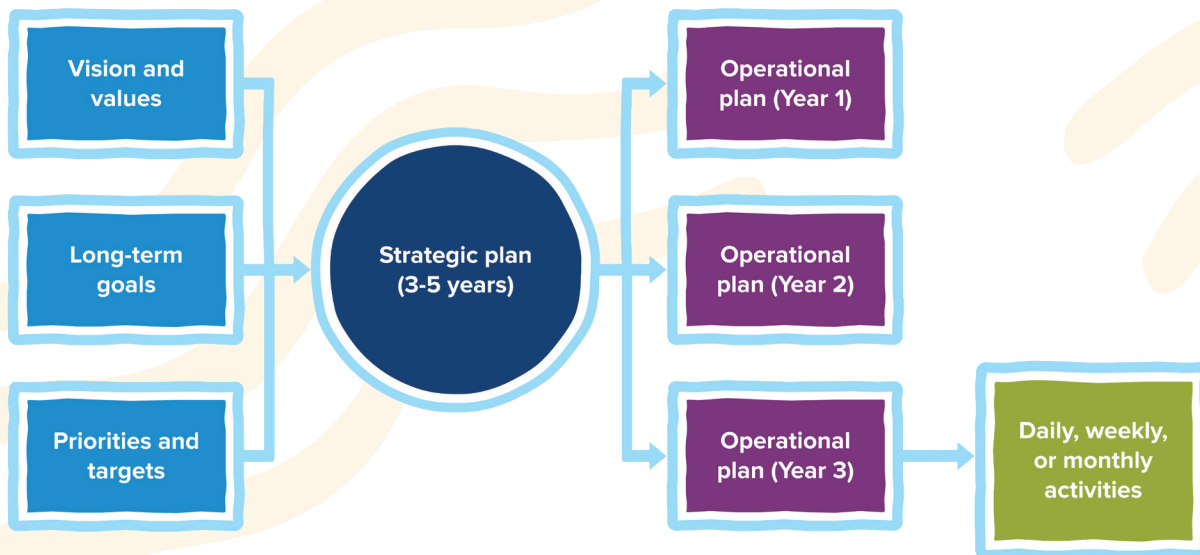 Vision and
values
Long-term
goals
Priorities and
targets
Strategic plan
(3-5 years)
Operational
plan (Year 1)
Operational
plan (Year 2)
Operational
plan (Year 3)
Daily, weekly,
or monthly
activities